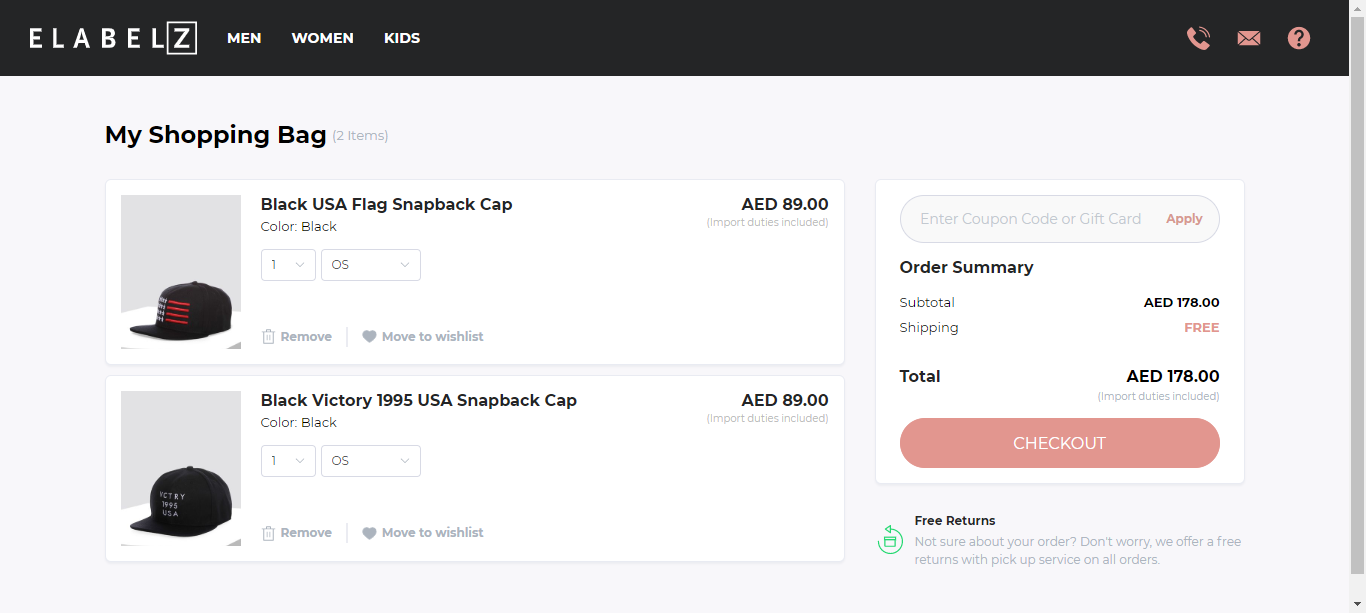 ELABELZ MEN WOMEN KIDS
My Shopping Bag (2 Items)
Black USA Flag Snapback Cap AED 89.00
Color: Black (Import duties included)
1 OS
Remove Move to wishlist
Black Victory 1995 USA Snapback Cap AED 89.00
Color: Black (Import duties included)
1 OS
VCTRY
1995
USA
Remove Move to wishlist
Enter Coupon Code or Gift Card Apply
Order Summary
Subtotal AED 178.00
Shipping FREE
Total AED 178.00
(Import duties included)
CHECKOUT
Free Returns
Not sure about your order? Don't worry, we offer a free
returns with pick up service on all orders.